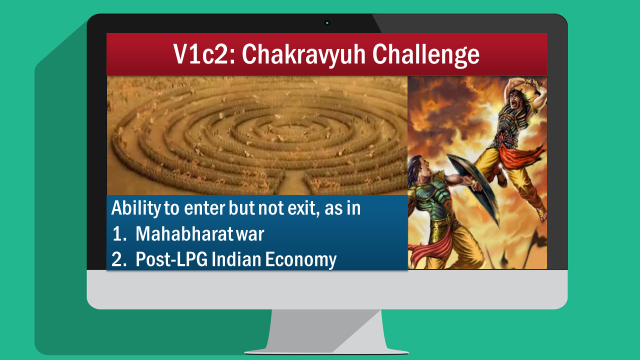 V1c2: Chakravyuh Challenge
Ability to enter but not exit, as in
1. Mahabharat war
2. Post-LPG Indian Economy